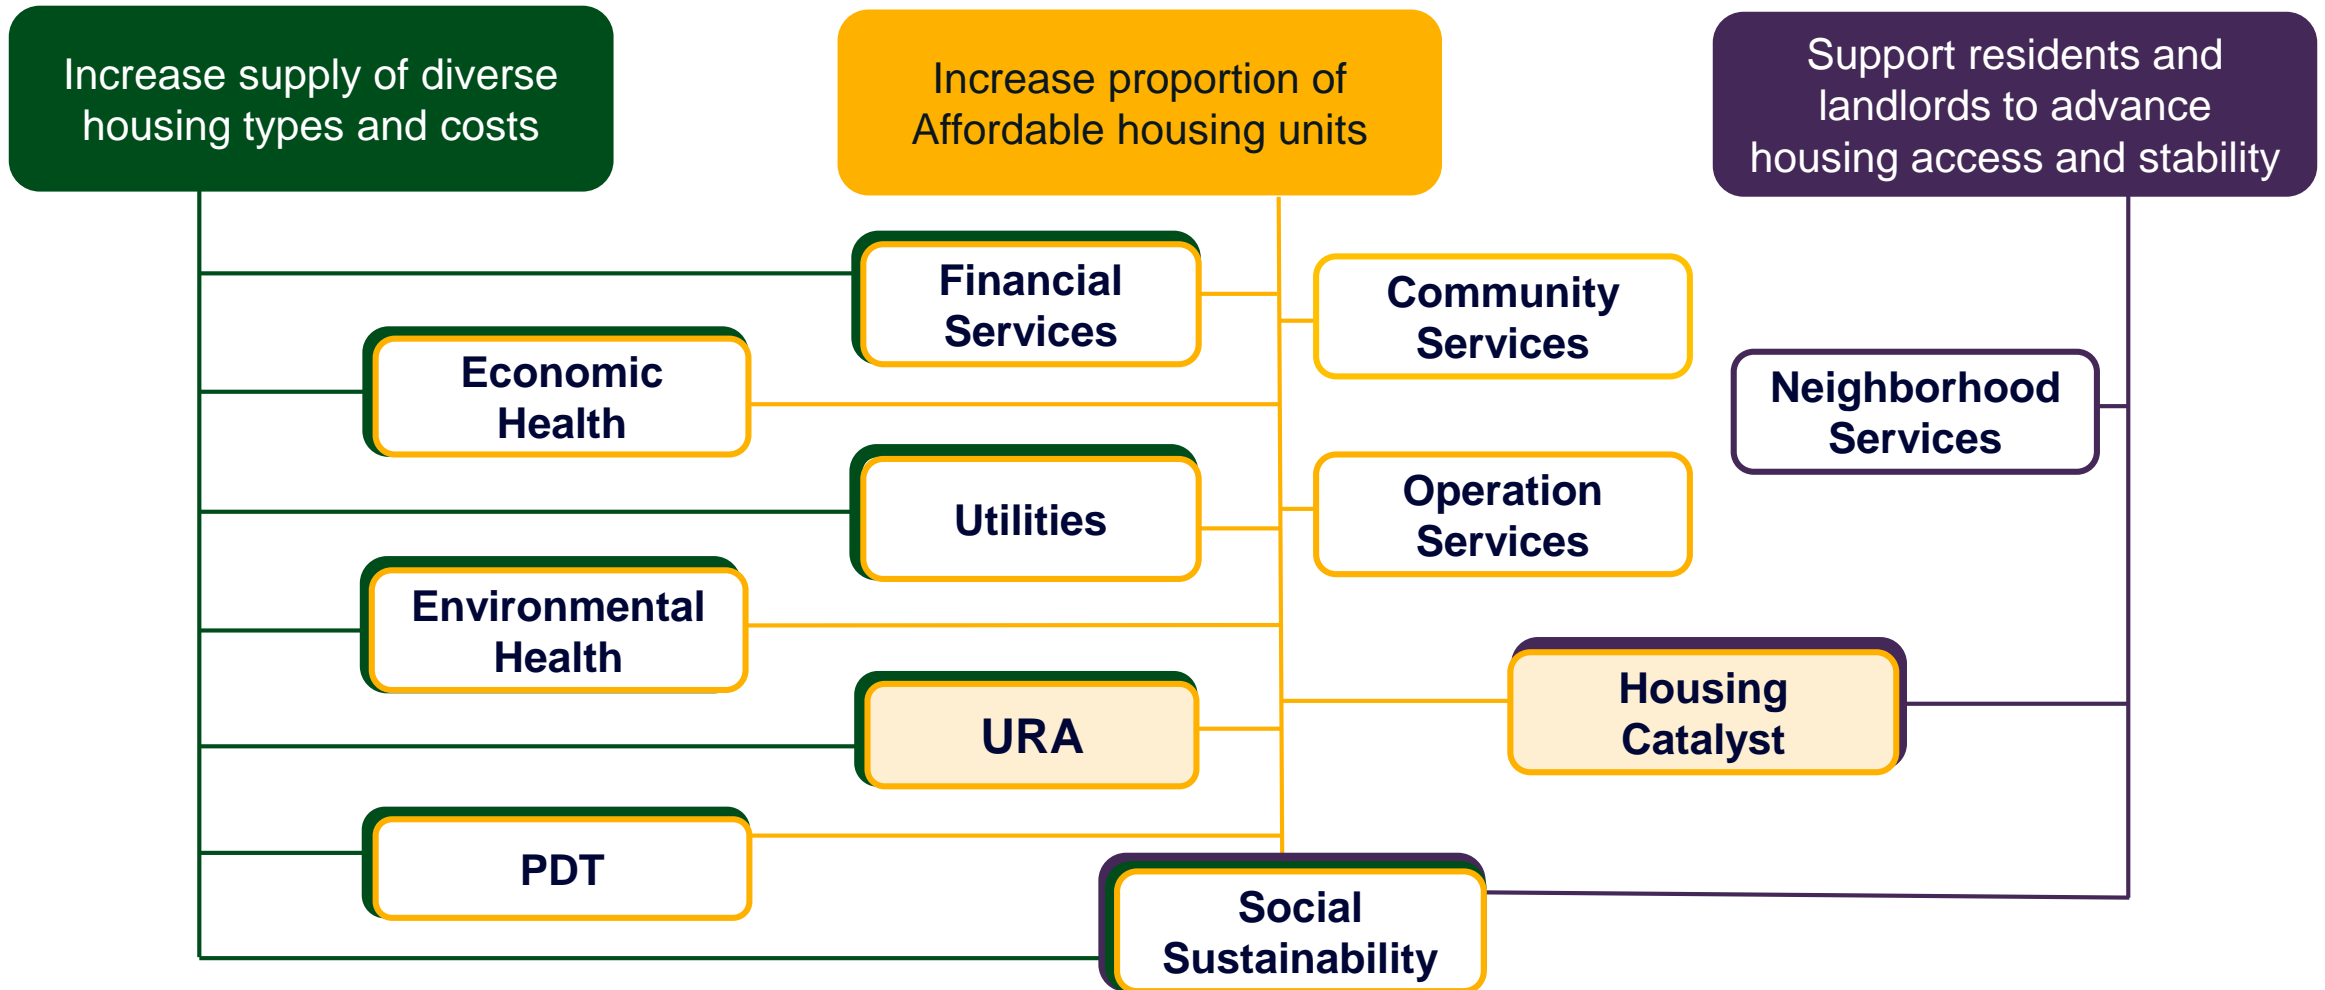 Increase supply of diverse
housing types and costs
Increase proportion of
Affordable housing units
Support residents and
landlords to advance
housing access and stability
Financial
Services
Community
Services
Economic
Health
Neighborhood
Services
Utilities
Operation
Services
Environmental
Health
URA
Housing
Catalyst
PDT
Social
Sustainability